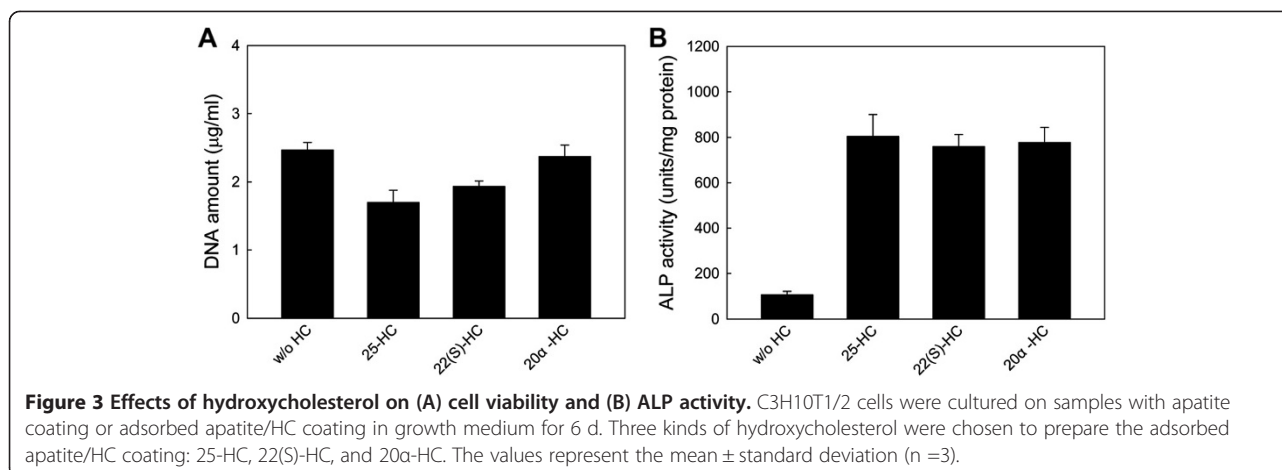 A
DNA amount (µg/ml)
4
3
2
1
0
w/o HC
25-HC
22(S)-HC
20α -HC
B
ALP activity (units/mg protein)
1200
1000
800
600
400
200
0
w/o HC
25-HC
22(S)-HC
20α -HC
Figure 3 Effects of hydroxycholesterol on (A) cell viability and (B) ALP activity. C3H10T1/2 cells were cultured on samples with apatite
coating or adsorbed apatite/HC coating in growth medium for 6 d. Three kinds of hydroxycholesterol were chosen to prepare the adsorbed
apatite/HC coating: 25-HC, 22(S)-HC, and 20α-HC. The values represent the mean ± standard deviation (n =3).